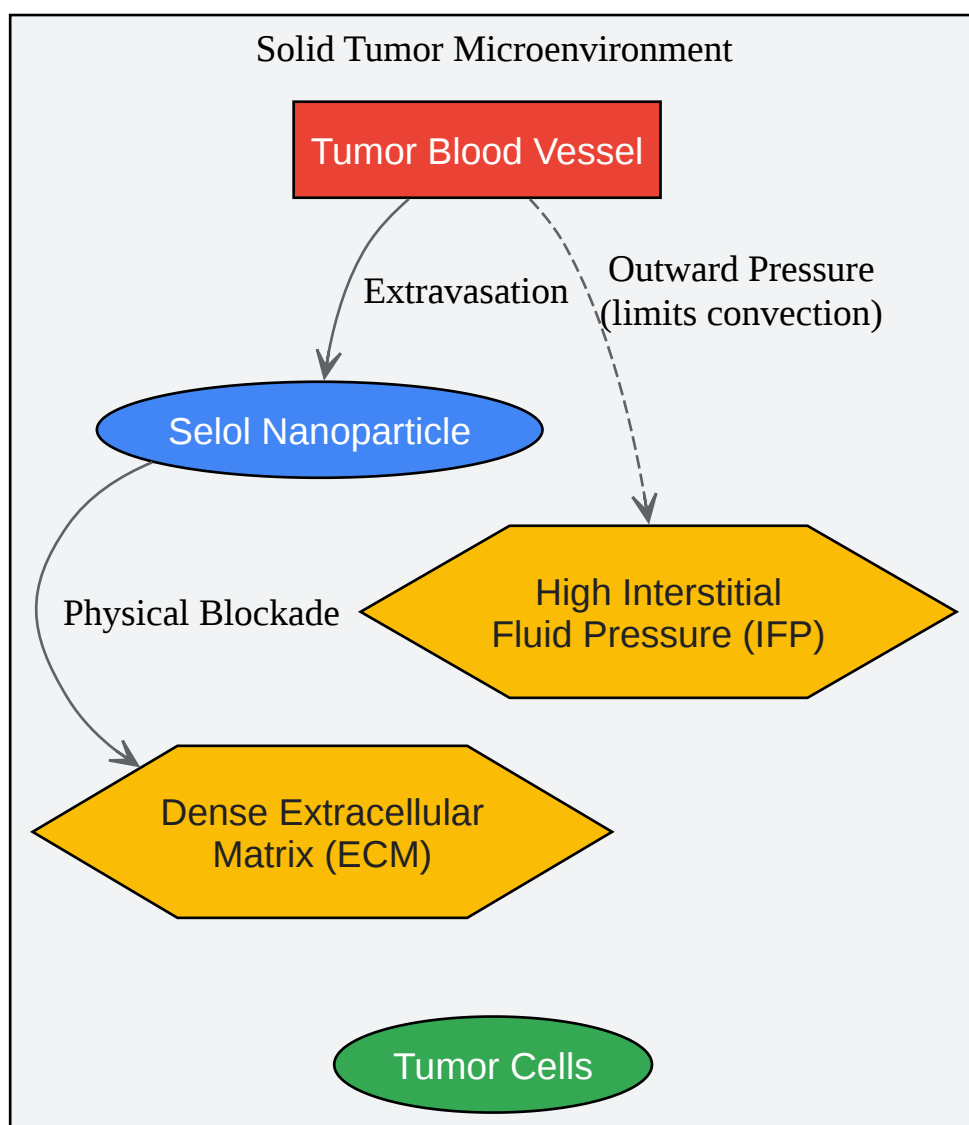 Solid Tumor Microenvironment
Tumor Blood Vessel
Extravasation
Outward Pressure
(limits convection)
Selol Nanoparticle
Physical Blockade
High Interstitial
Fluid Pressure (IFP)
Dense Extracellular
Matrix (ECM)
Tumor Cells